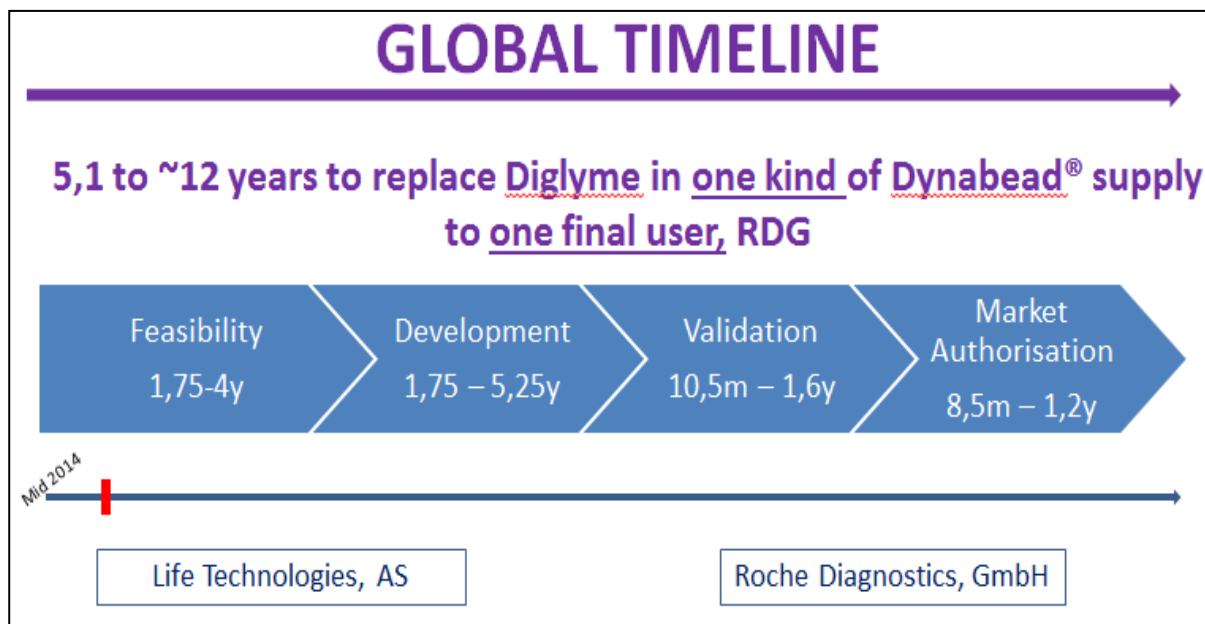 GLOBAL TIMELINE
5,1 to ~12 years to replace Diglyme in one kind of Dynabead® supply
to one final user, RDG
Feasibility
1,75-4y
Development
1,75 – 5,25y
Validation
10,5m – 1,6y
Market
Authorisation
8,5m – 1,2y
Mid 2014
Life Technologies, AS
Roche Diagnostics, GmbH